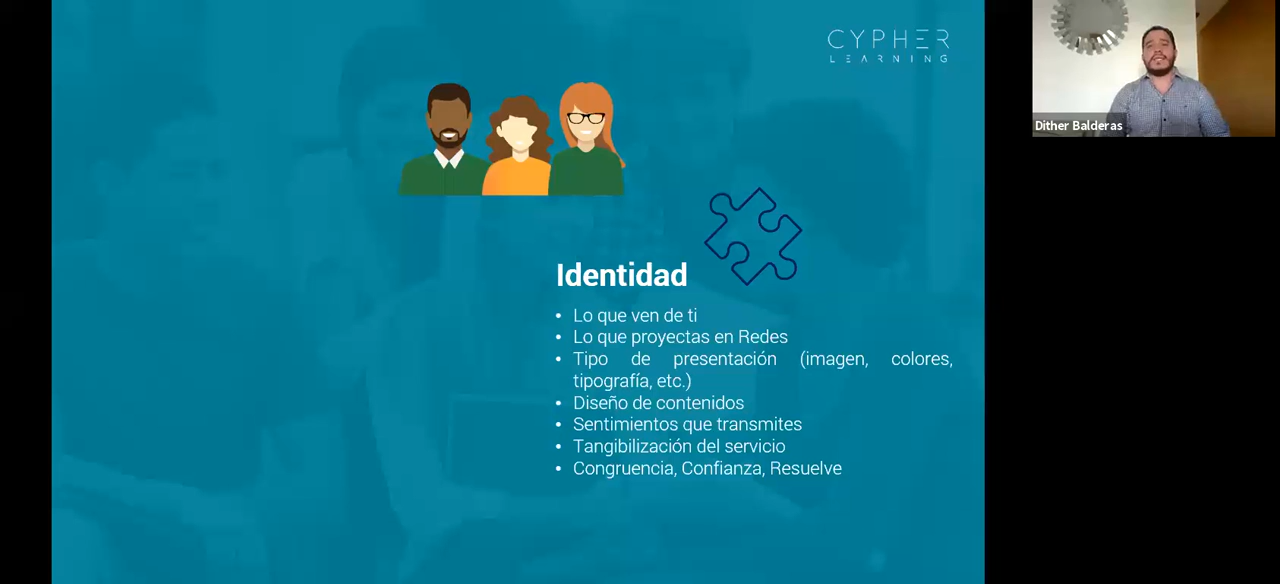 CYPHER
LEARNING
Dither Balderas
Identidad
• Lo que ven de ti
• Lo que proyectas en Redes
• Tipo de presentación (imagen, colores,
tipografía, etc.)
• Diseño de contenidos
• Sentimientos que transmites
• Tangibilización del servicio
• Congruencia, Confianza, Resuelve